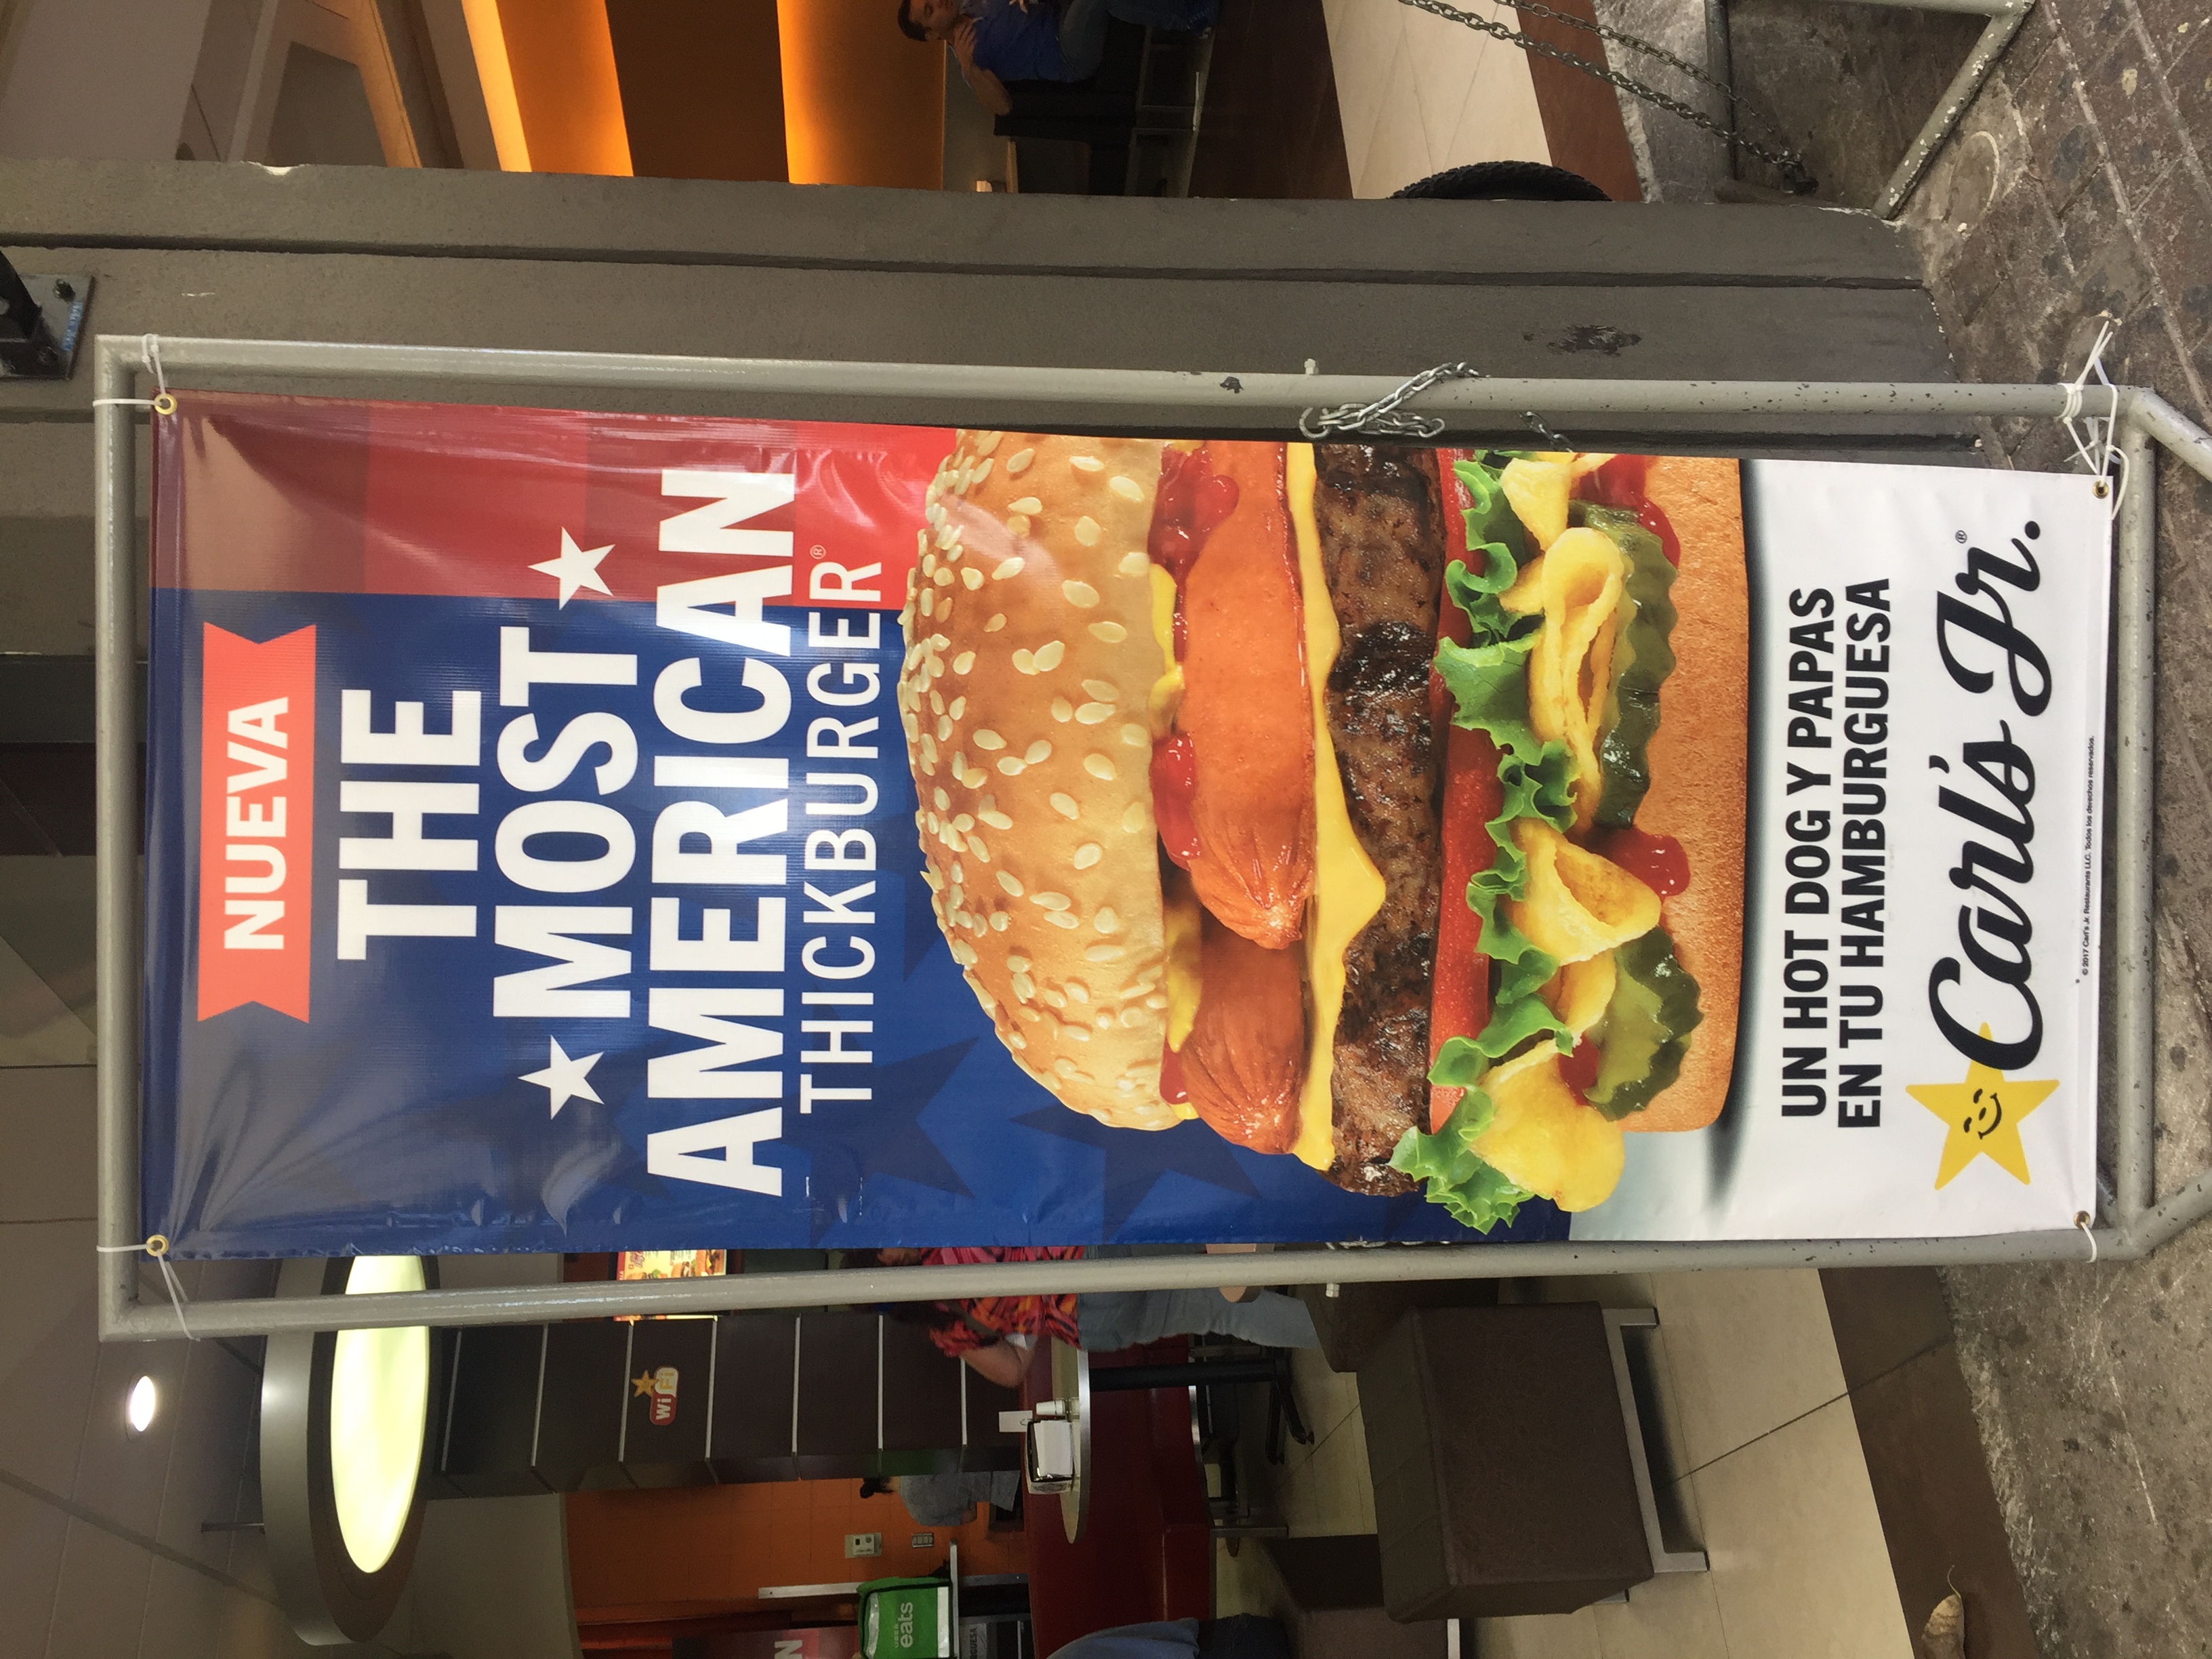 NUEVA
THE
MOST
AMERICAN
THICKBURGER®
UN HOT DOG Y PAPAS
EN TU HAMBURGUESA
Carl's Jr.®
© 2017 Carl's Jr. Restaurants LLC. Todos los derechos reservados.
WiFi
UBER
eats